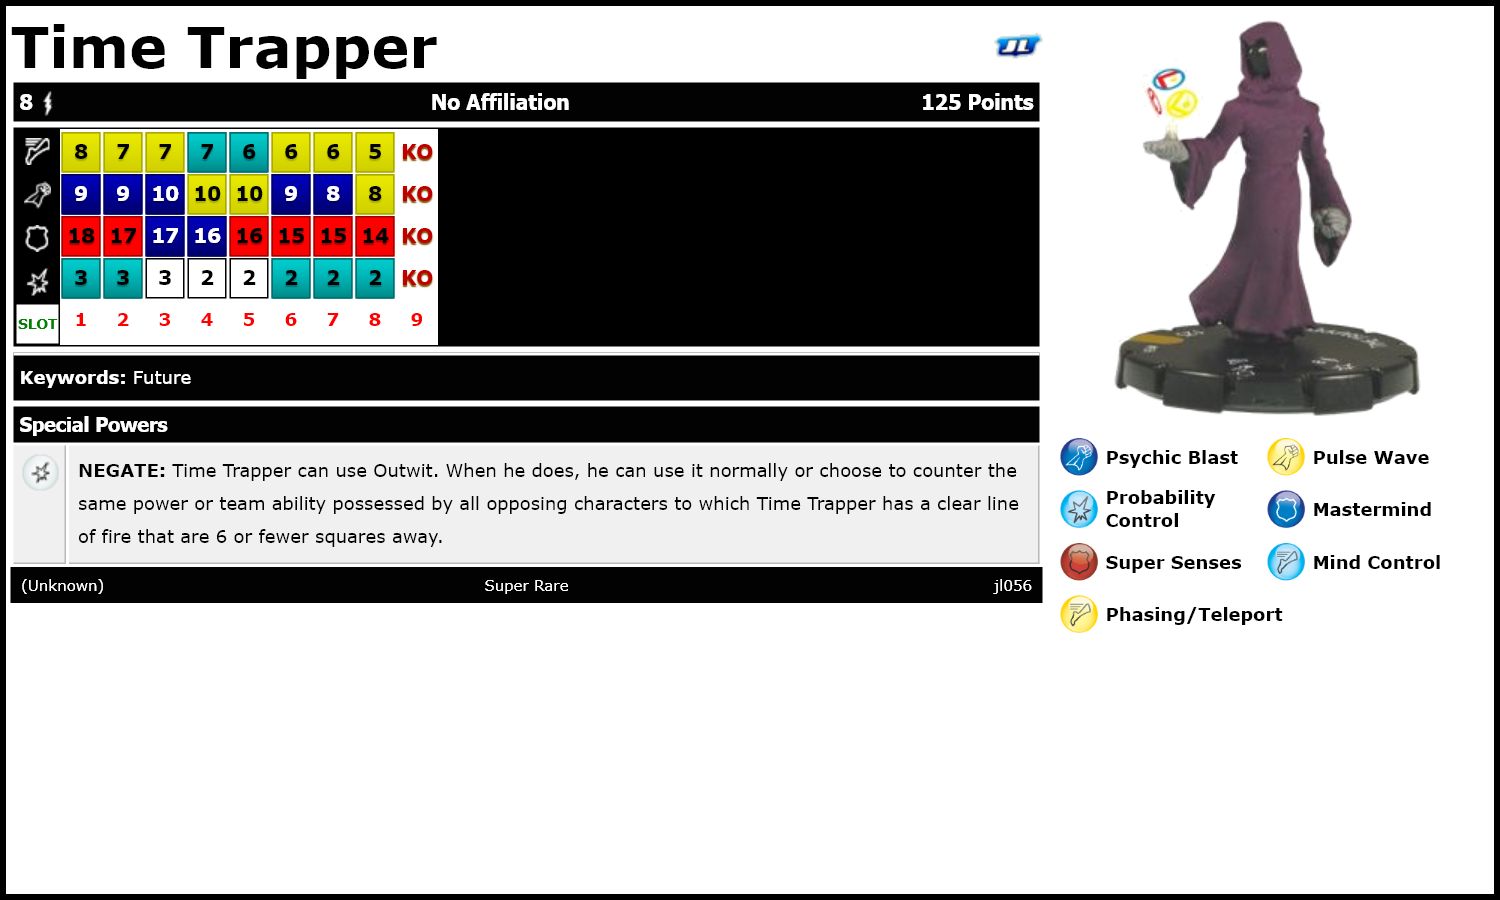 Time Trapper
JL
8 No Affiliation 125 Points
8 7 7 7 6 6 6 5 KO
9 9 10 10 10 9 8 8 KO
18 17 17 16 16 15 15 14 KO
3 3 3 2 2 2 2 2 KO
SLOT 1 2 3 4 5 6 7 8 9
Keywords: Future
Special Powers
NEGATE: Time Trapper can use Outwit. When he does, he can use it normally or choose to counter the
same power or team ability possessed by all opposing characters to which Time Trapper has a clear line
of fire that are 6 or fewer squares away.
(Unknown) Super Rare jl056
Psychic Blast Pulse Wave
Probability
Control
Mastermind
Super Senses Mind Control
Phasing/Teleport